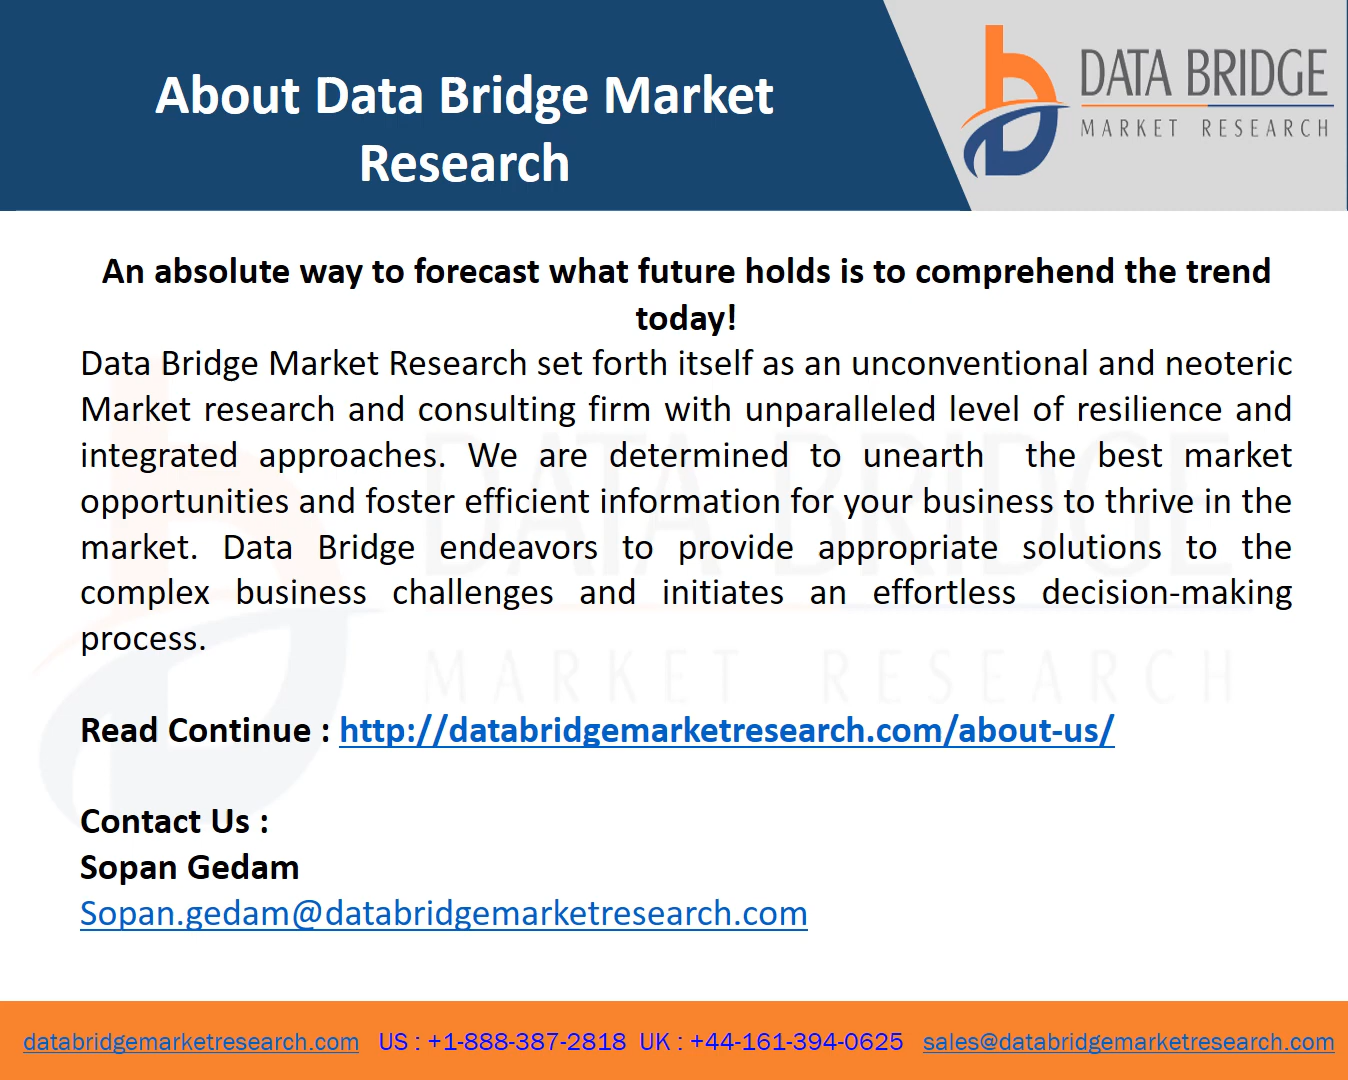 About Data Bridge Market
Research
DATA BRIDGE
MARKET RESEARCH
An absolute way to forecast what future holds is to comprehend the trend
today!
Data Bridge Market Research set forth itself as an unconventional and neoteric
Market research and consulting firm with unparalleled level of resilience and
integrated approaches. We are determined to unearth the best market
opportunities and foster efficient information for your business to thrive in the
market. Data Bridge endeavors to provide appropriate solutions to the
complex business challenges and initiates an effortless decision-making
process.
DATA BRIDGE
MARKET RESEARCH
Read Continue : http://databridgemarketresearch.com/about-us/
Contact Us :
Sopan Gedam
Sopan.gedam@databridgemarketresearch.com
databridgemarketresearch.com US : +1-888-387-2818 UK : +44-161-394-0625 sales@databridgemarketresearch.com